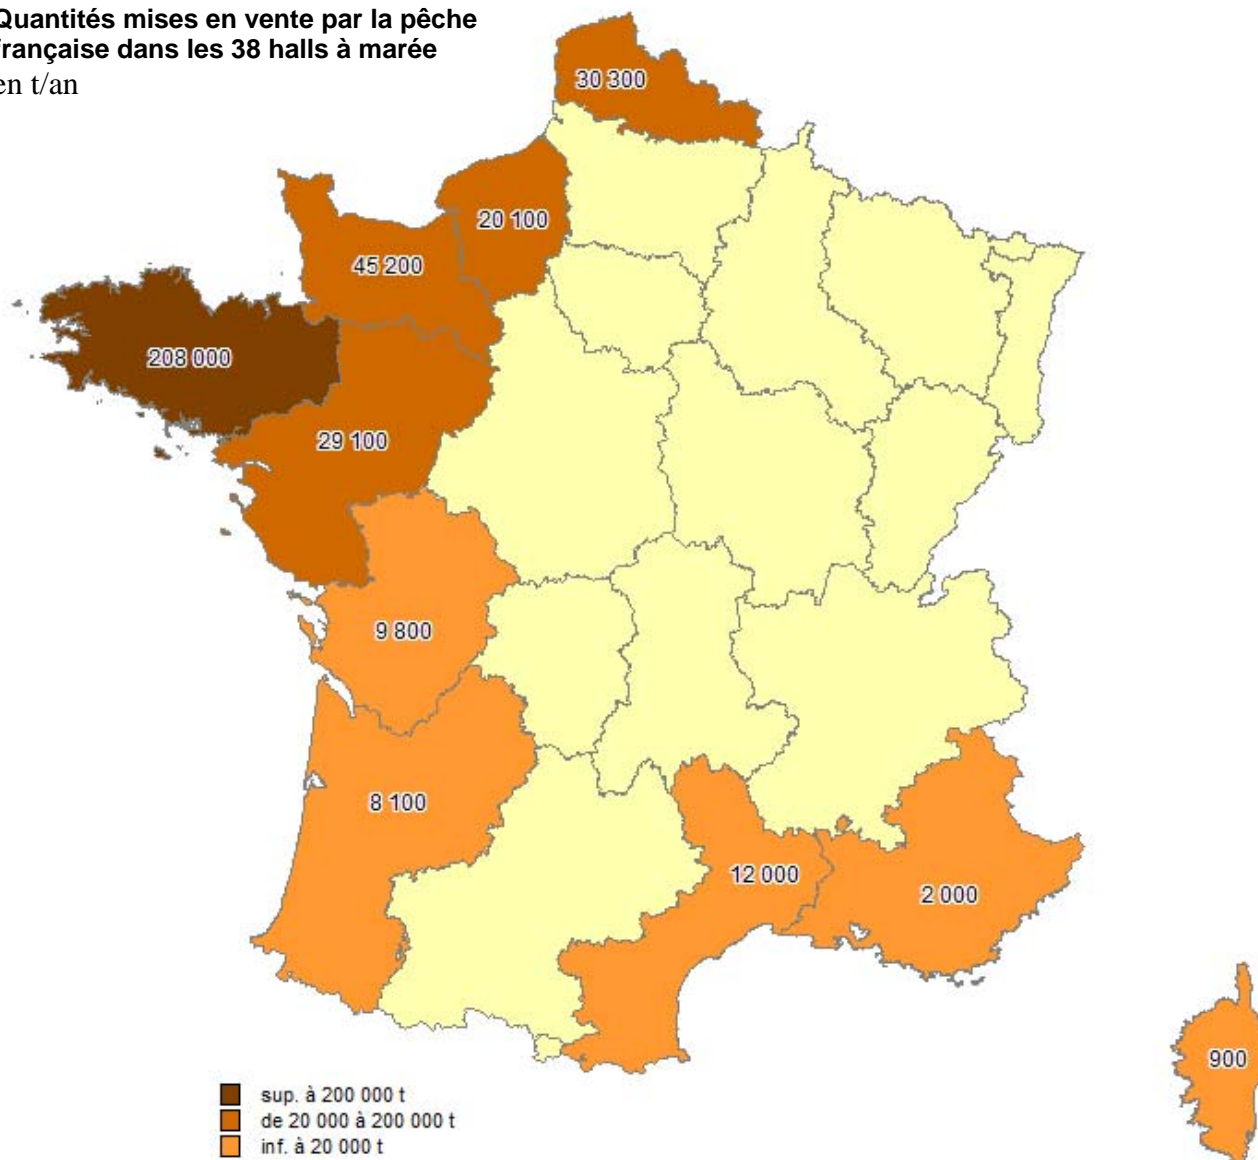 Quantités mises en vente par la pêche
française dans les 38 halls à marée
en t/an
30 300
20 100
45 200
208 000
29 100
9 800
8 100
12 000
2 000
900
sup. à 200 000 t
de 20 000 à 200 000 t
inf. à 20 000 t